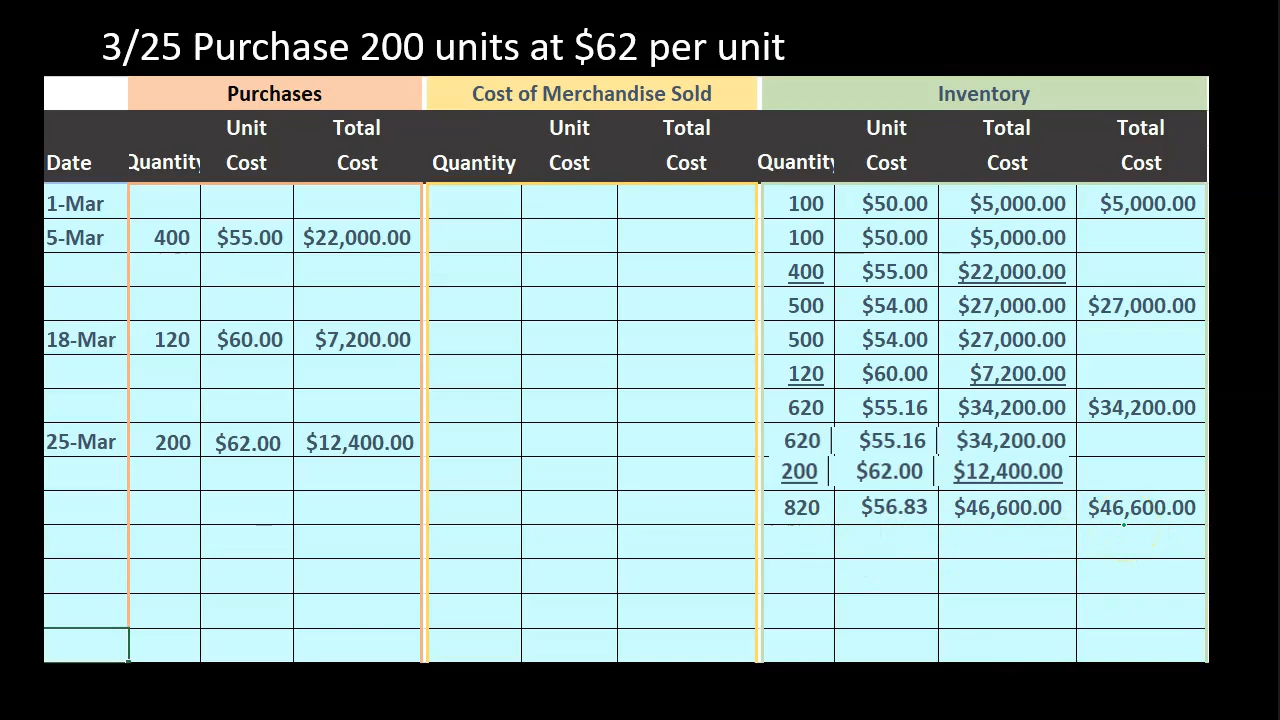 3/25 Purchase 200 units at $62 per unit
Purchases Cost of Merchandise Sold Inventory
Unit Total Unit Total Unit Total Total
Date Quantity Cost Cost Quantity Cost Cost Quantity Cost Cost Cost
1-Mar 100 $50.00 $5,000.00 $5,000.00
5-Mar 400 $55.00 $22,000.00 100 $50.00 $5,000.00
400 $55.00 $22,000.00
500 $54.00 $27,000.00 $27,000.00
18-Mar 120 $60.00 $7,200.00 500 $54.00 $27,000.00
120 $60.00 $7,200.00
620 $55.16 $34,200.00 $34,200.00
25-Mar 200 $62.00 $12,400.00 620 $55.16 $34,200.00
200 $62.00 $12,400.00
820 $56.83 $46,600.00 $46,600.00